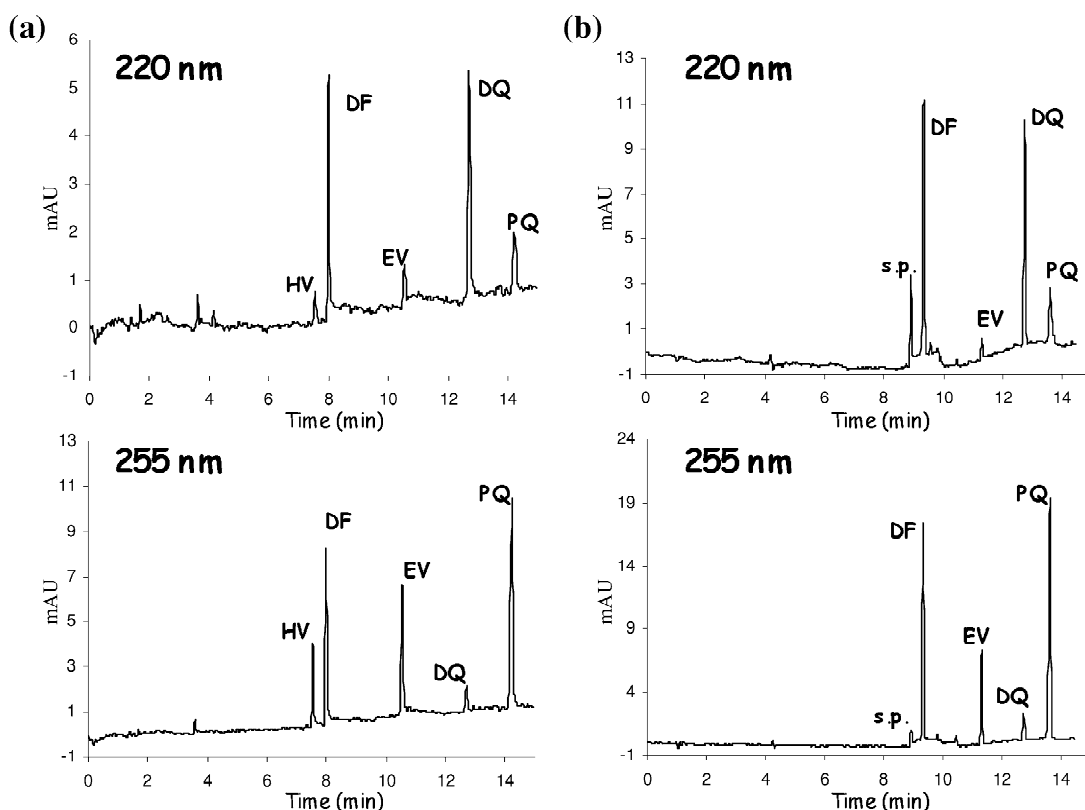 (a)
220 nm
6
5
4
3
2
1
0
-1
mAU
HV
DF
EV
DQ
PQ
0 2 4 6 8 10 12 14
Time (min)
255 nm
13
11
9
7
5
3
1
-1
mAU
HV
DF
EV
DQ
PQ
0 2 4 6 8 10 12 14
Time (min)
(b)
220 nm
13
11
9
7
5
3
1
-1
mAU
s.p.
DF
EV
DQ
PQ
0 2 4 6 8 10 12 14
Time (min)
255 nm
24
19
14
9
4
-1
mAU
s.p.
DF
EV
DQ
PQ
0 2 4 6 8 10 12 14
Time (min)